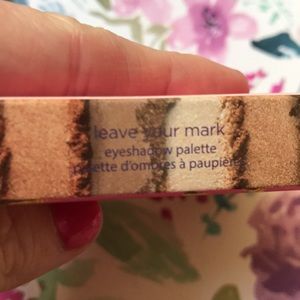 leave your mark
eyeshadow palette
palette d'ombres à paupières